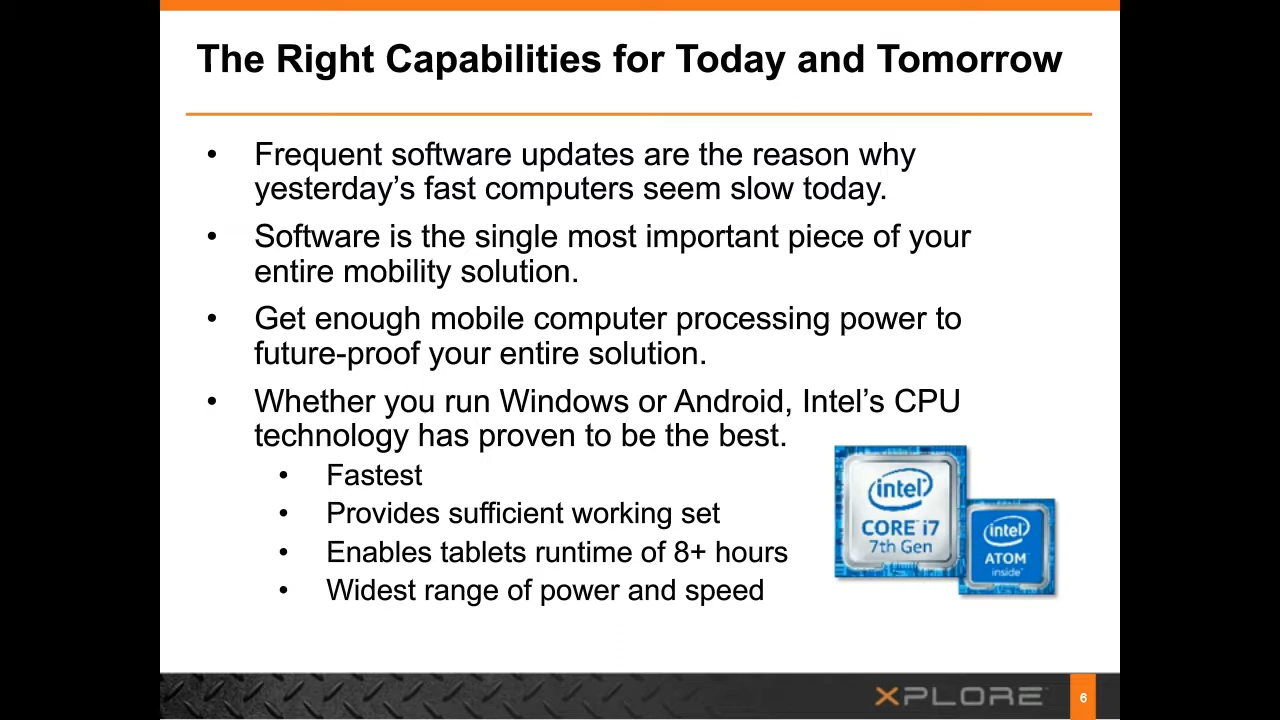 The Right Capabilities for Today and Tomorrow
• Frequent software updates are the reason why
yesterday’s fast computers seem slow today.
• Software is the single most important piece of your
entire mobility solution.
• Get enough mobile computer processing power to
future-proof your entire solution.
• Whether you run Windows or Android, Intel’s CPU
technology has proven to be the best.
• Fastest
• Provides sufficient working set
• Enables tablets runtime of 8+ hours
• Widest range of power and speed
intel
CORE™ i7
7th Gen
intel
ATOM
inside™
XPLORE
6